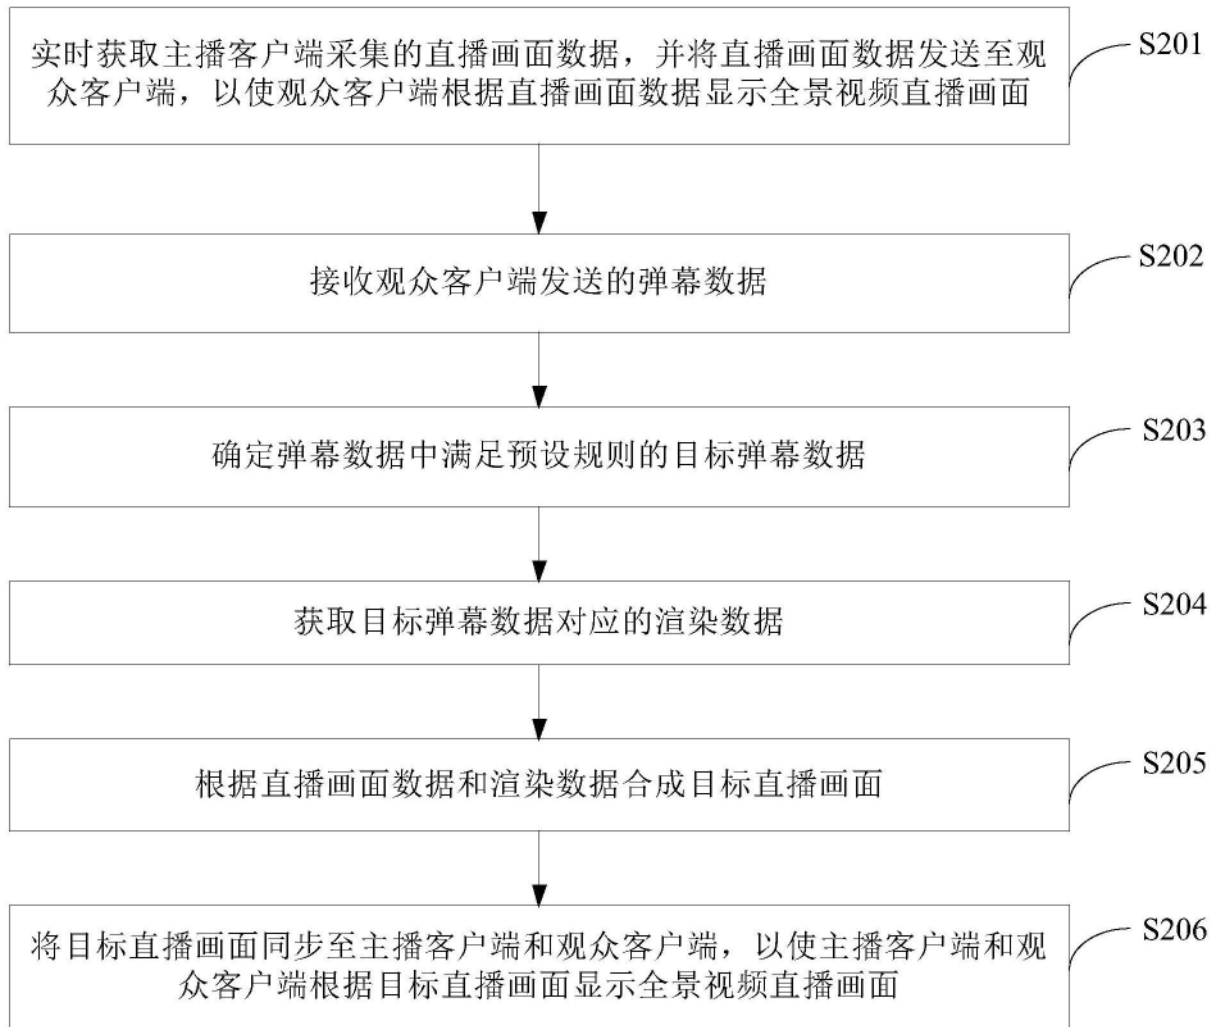 实时获取主播客户端采集的直播画面数据，并将直播画面数据发送至观
众客户端，以使观众客户端根据直播画面数据显示全景视频直播画面
S201
接收观众客户端发送的弹幕数据
S202
确定弹幕数据中满足预设规则的目标弹幕数据
S203
获取目标弹幕数据对应的渲染数据
S204
根据直播画面数据和渲染数据合成目标直播画面
S205
将目标直播画面同步至主播客户端和观众客户端，以使主播客户端和观
众客户端根据目标直播画面显示全景视频直播画面
S206